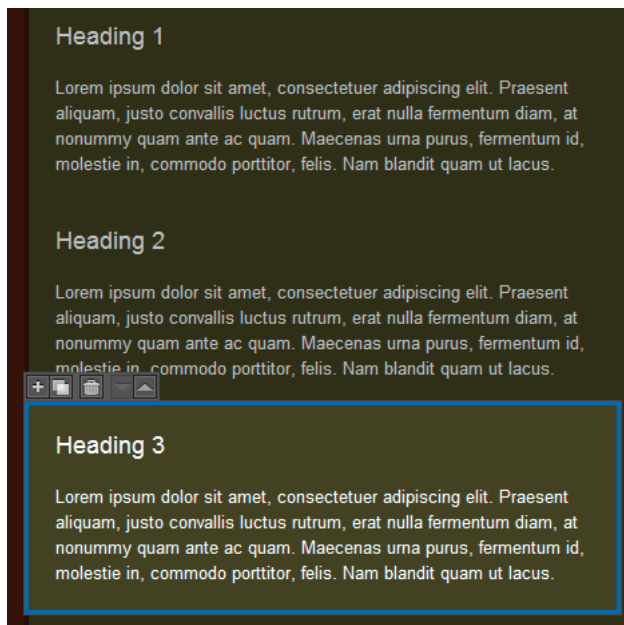 Heading 1
Lorem ipsum dolor sit amet, consectetuer adipiscing elit. Praesent
aliquam, justo convallis luctus rutrum, erat nulla fermentum diam, at
nonummy quam ante ac quam. Maecenas urna purus, fermentum id,
molestie in, commodo porttitor, felis. Nam blandit quam ut lacus.
Heading 2
Lorem ipsum dolor sit amet, consectetuer adipiscing elit. Praesent
aliquam, justo convallis luctus rutrum, erat nulla fermentum diam, at
nonummy quam ante ac quam. Maecenas urna purus, fermentum id,
molestie in, commodo porttitor, felis. Nam blandit quam ut lacus.
Heading 3
Lorem ipsum dolor sit amet, consectetuer adipiscing elit. Praesent
aliquam, justo convallis luctus rutrum, erat nulla fermentum diam, at
nonummy quam ante ac quam. Maecenas urna purus, fermentum id,
molestie in, commodo porttitor, felis. Nam blandit quam ut lacus.